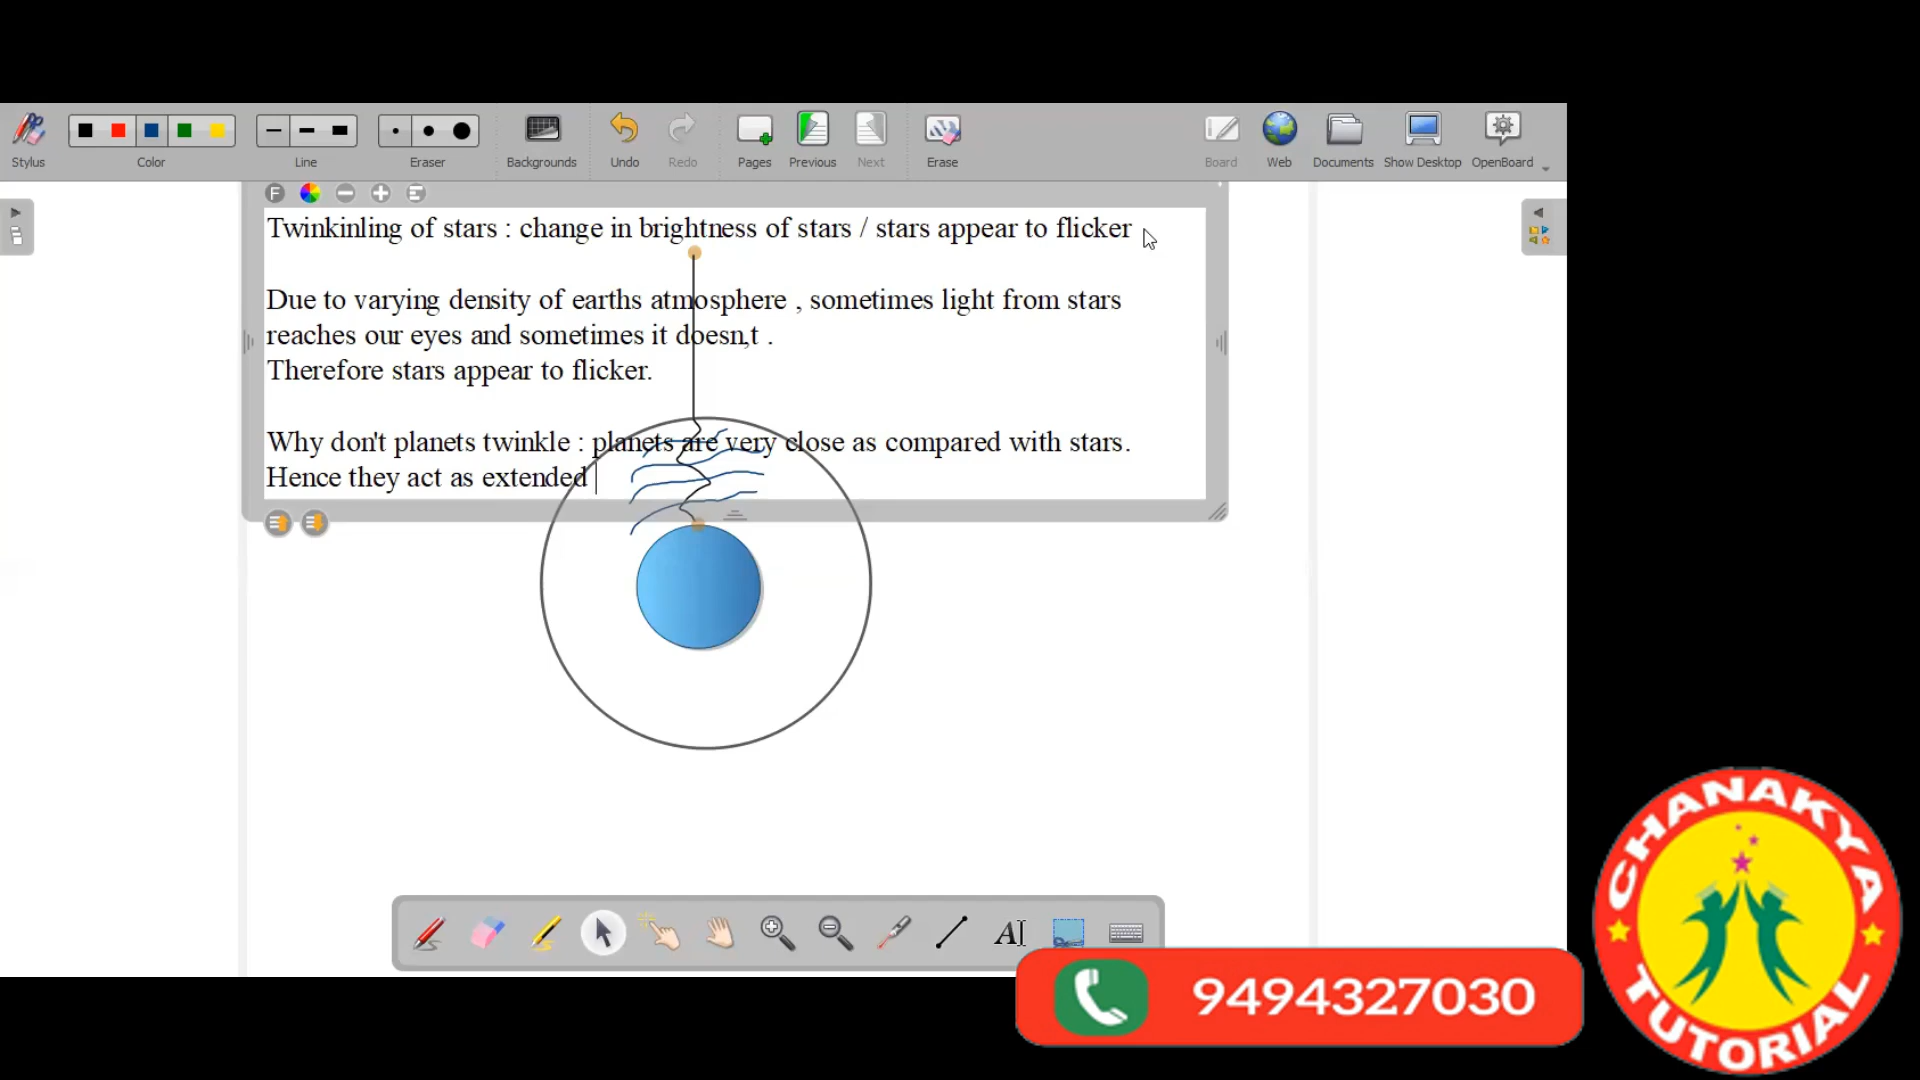 Stylus
Color
Line
Eraser
Backgrounds
Undo
Redo
Pages
Previous
Next
Erase
Board
Web
Documents
Show Desktop
OpenBoard
F
Twinkinling of stars : change in brightness of stars / stars appear to flicker
Due to varying density of earths atmosphere , sometimes light from stars
reaches our eyes and sometimes it doesn,t .
Therefore stars appear to flicker.
Why don't planets twinkle : planets are very close as compared with stars.
Hence they act as extended
9494327030
CHANAKYA
TUTORIAL